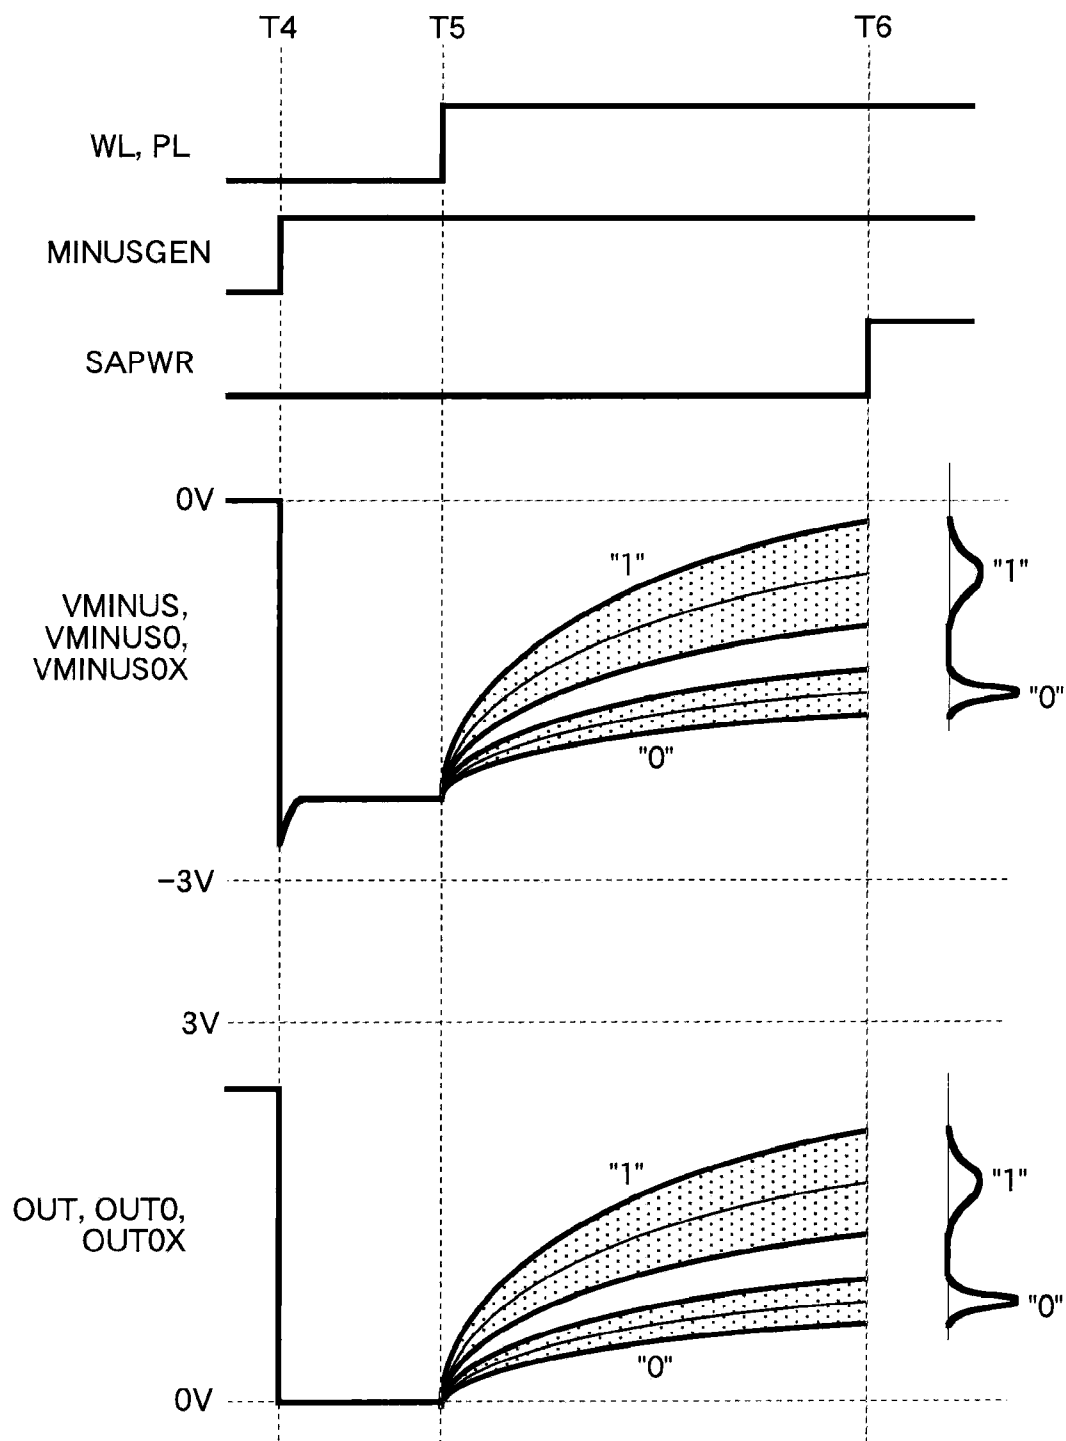 T4 T5 T6
WL, PL
MINUSGEN
SAPWR
0V
"1"
"1"
VMINUS,
VMINUS0,
VMINUS0X
"0"
"0"
-3V
3V
"1"
"1"
OUT, OUT0,
OUT0X
"0"
"0"
0V